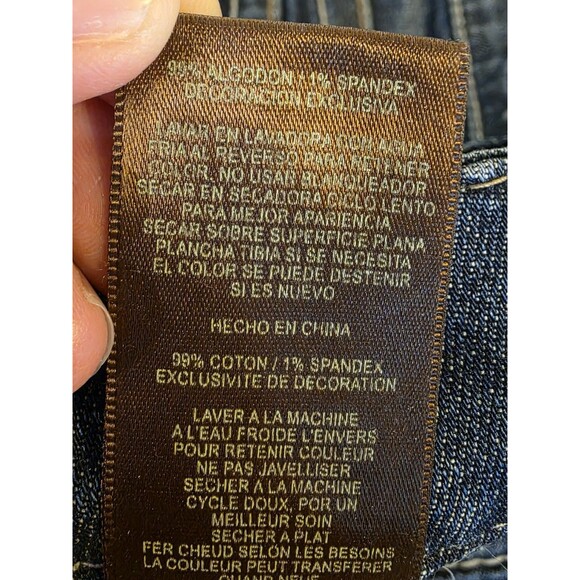 99% ALGODON / 1% SPANDEX
DECORACION EXCLUSIVA
LAVAR EN LAVADORA CON AGUA
FRIA AL REVERSO PARA RETENER
COLOR. NO USAR BLANQUEADOR
SECAR EN SECADORA CICLO LENTO
PARA MEJOR APARIENCIA
SECAR SOBRE SUPERFICIE PLANA
PLANCHA TIBIA SI SE NECESITA
EL COLOR SE PUEDE DESTENIR
SI ES NUEVO
HECHO EN CHINA
99% COTON / 1% SPANDEX
EXCLUSIVITE DE DECORATION
LAVER A LA MACHINE
A L'EAU FROIDE L'ENVERS
POUR RETENIR COULEUR
NE PAS JAVELLISER
SECHER A LA MACHINE
CYCLE DOUX, POR UN
MEILLEUR SOIN
SECHER A PLAT
FER CHEUD SELON LES BESOINS
LA COULEUR PEUT TRANSFERER
QUAND NEUF